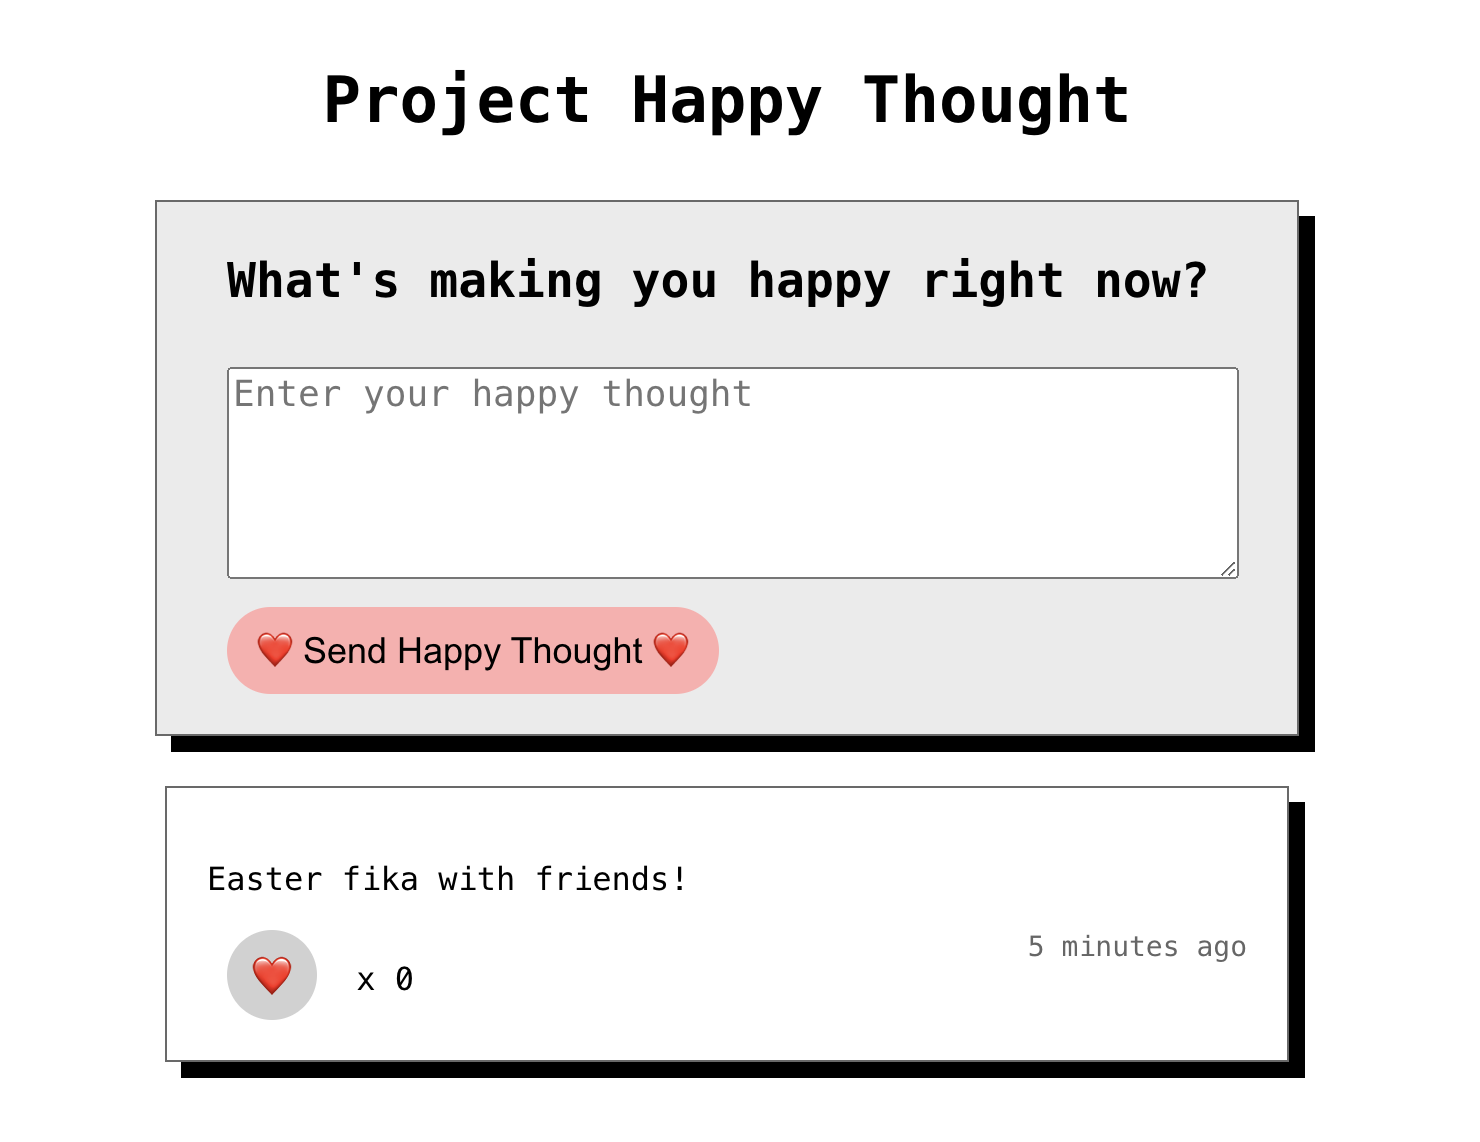 Project Happy Thought
What's making you happy right now?
Enter your happy thought
❤️ Send Happy Thought ❤️
Easter fika with friends!
5 minutes ago
❤️ x 0